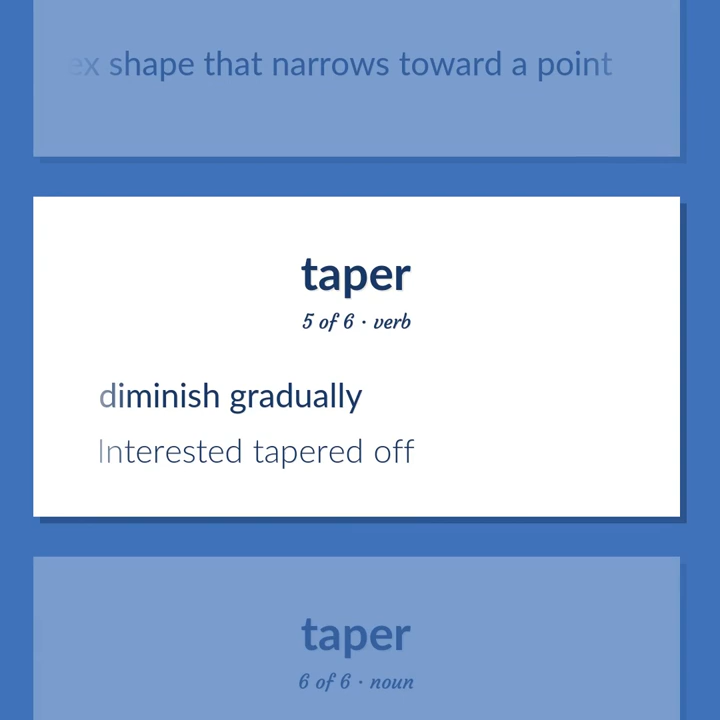 ex shape that narrows toward a point
taper
5 of 6 · verb
diminish gradually
Interested tapered off
taper
6 of 6 · noun